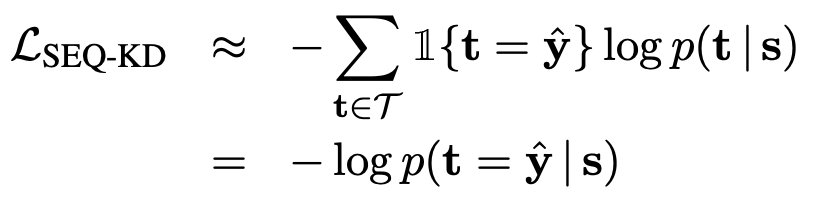 ℒ_SEQ-KD ≈ − ∑_{t∈𝒯} 𝟙{t = ŷ} log p(t | s)
= − log p(t = ŷ | s)